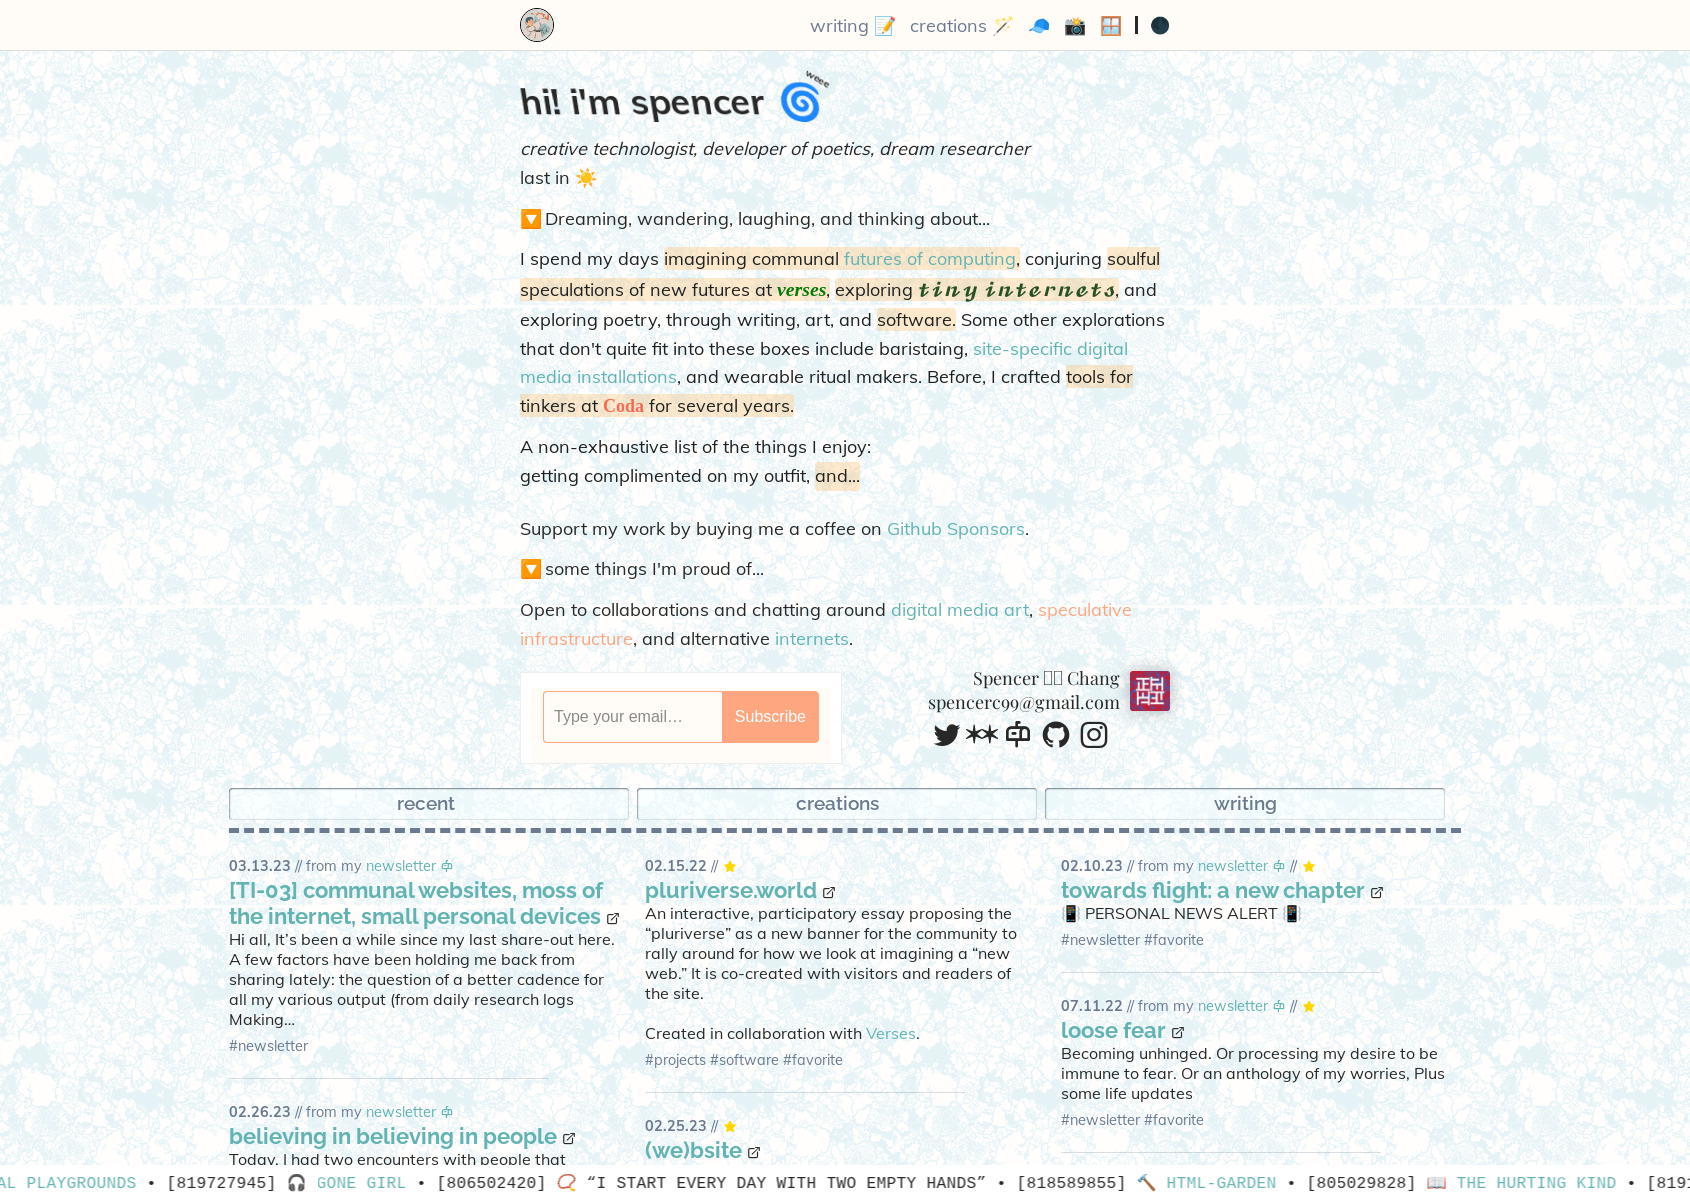 writing 📝 creations 🪄 🧢 📸 🪟 | 🌑
weee
hi! i'm spencer 🌀
creative technologist, developer of poetics, dream researcher
last in ☀️
🔽 Dreaming, wandering, laughing, and thinking about...
I spend my days imagining communal futures of computing, conjuring soulful
speculations of new futures at verses, exploring tiny internets, and
exploring poetry, through writing, art, and software. Some other explorations
that don't quite fit into these boxes include baristaing, site-specific digital
media installations, and wearable ritual makers. Before, I crafted tools for
tinkers at Coda for several years.
A non-exhaustive list of the things I enjoy:
getting complimented on my outfit, and...
Support my work by buying me a coffee on Github Sponsors.
🔽 some things I'm proud of...
Open to collaborations and chatting around digital media art, speculative
infrastructure, and alternative internets.
Type your email…
Subscribe
Spencer Chang
spencerc99@gmail.com
recent
creations
writing
03.13.23 // from my newsletter
[TI-03] communal websites, moss of
the internet, small personal devices
Hi all, It’s been a while since my last share-out here.
A few factors have been holding me back from
sharing lately: the question of a better cadence for
all my various output (from daily research logs
Making…
#newsletter
02.26.23 // from my newsletter
believing in believing in people
Today, I had two encounters with people that
02.15.22 // ⭐
pluriverse.world
An interactive, participatory essay proposing the
“pluriverse” as a new banner for the community to
rally around for how we look at imagining a “new
web.” It is co-created with visitors and readers of
the site.
Created in collaboration with Verses.
#projects #software #favorite
02.25.23 // ⭐
(we)bsite
02.10.23 // from my newsletter // ⭐
towards flight: a new chapter
📳 PERSONAL NEWS ALERT 📳
#newsletter #favorite
07.11.22 // from my newsletter // ⭐
loose fear
Becoming unhinged. Or processing my desire to be
immune to fear. Or an anthology of my worries, Plus
some life updates
#newsletter #favorite
AL PLAYGROUNDS • [819727945] 🎧 GONE GIRL • [806502420] 📿 “I START EVERY DAY WITH TWO EMPTY HANDS” • [818589855] 🔨 HTML-GARDEN • [805029828] 📖 THE HURTING KIND • [819